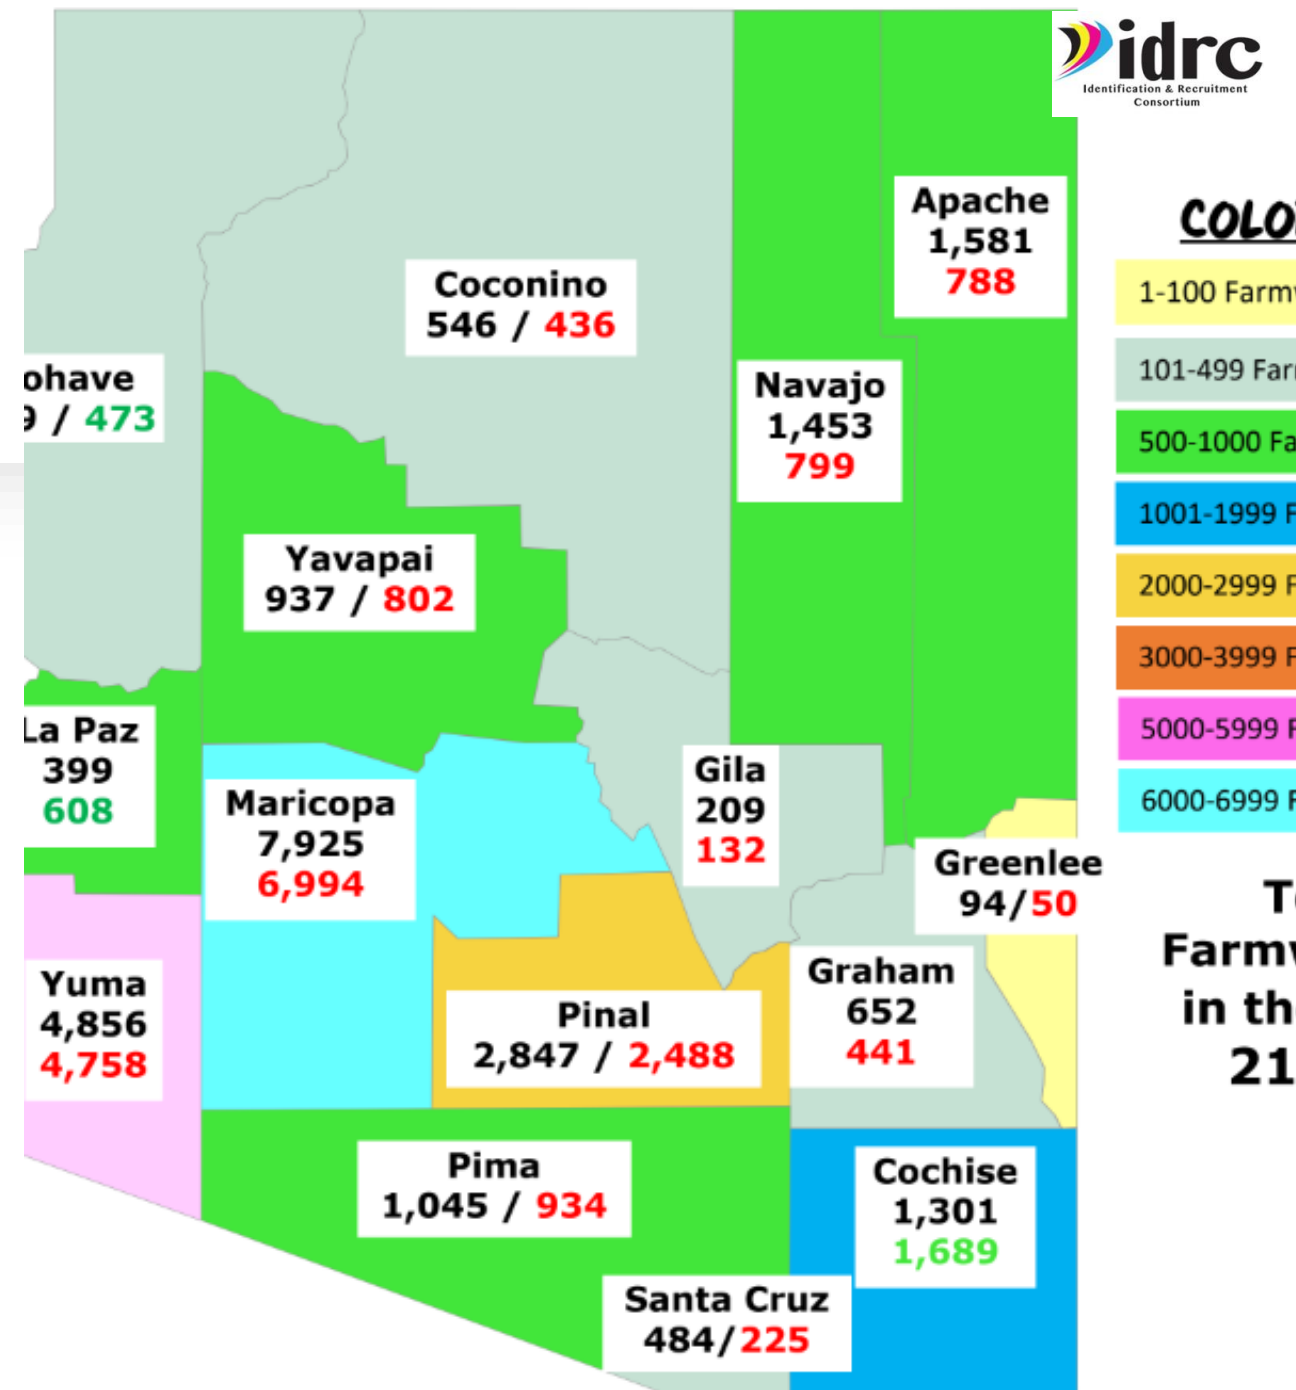 idrc
Identification & Recruitment
Consortium
Apache
1,581
788
Coconino
546 / 436
ohave
9 / 473
Navajo
1,453
799
Yavapai
937 / 802
La Paz
399
608
Maricopa
7,925
6,994
Gila
209
132
Greenlee
94/50
Yuma
4,856
4,758
Pinal
2,847 / 2,488
Graham
652
441
Pima
1,045 / 934
Cochise
1,301
1,689
Santa Cruz
484/225
COLO
1-100 Farm
101-499 Far
500-1000 Fa
1001-1999 F
2000-2999 F
3000-3999 F
5000-5999 F
6000-6999 F
T
Farm
in th
21